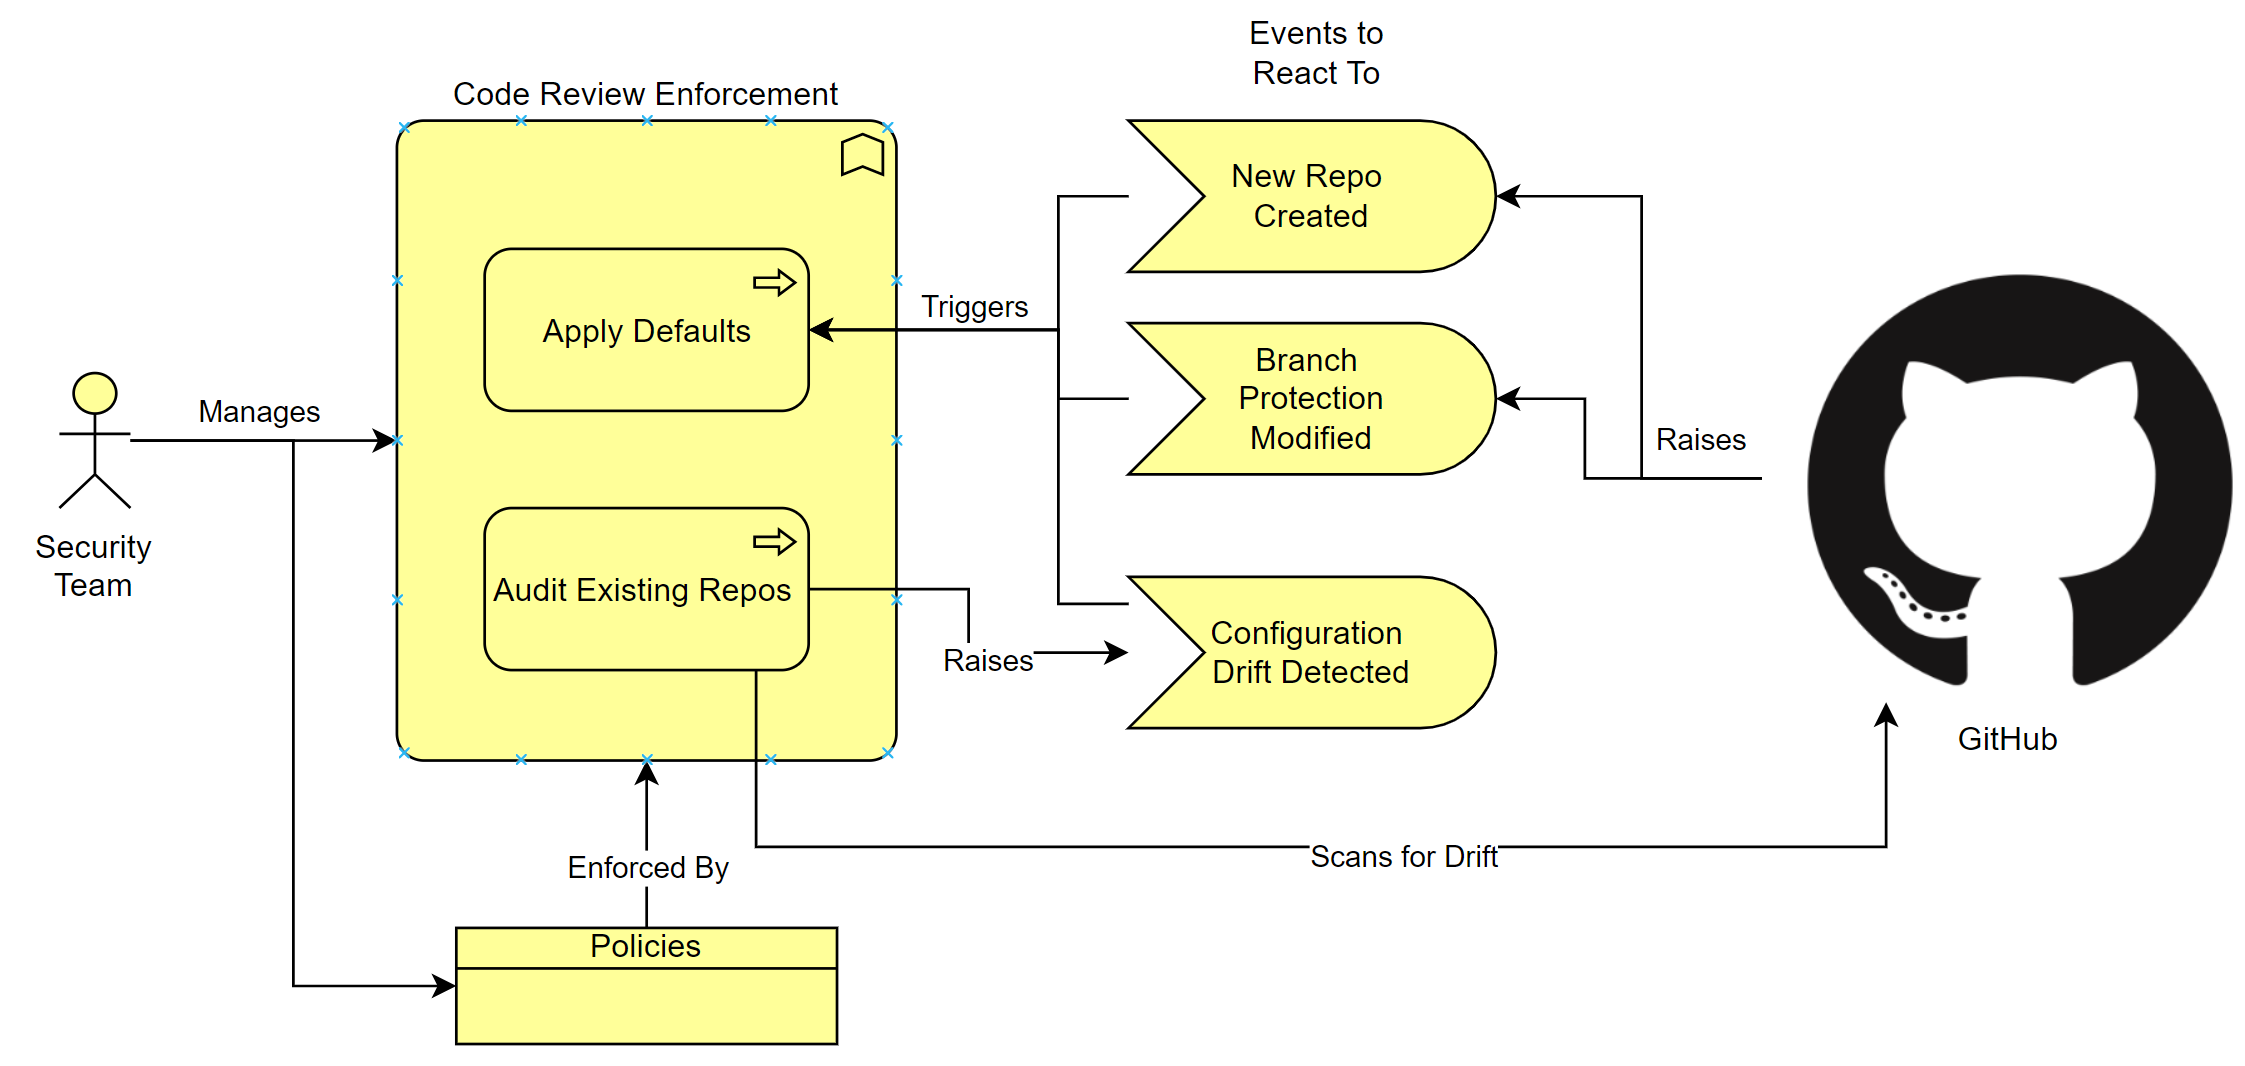 Events to
React To
Code Review Enforcement
New Repo
Created
Triggers
Apply Defaults
Branch
Protection
Modified
Manages
Raises
Security
Team
Audit Existing Repos
Raises
Configuration
Drift Detected
GitHub
Scans for Drift
Enforced By
Policies